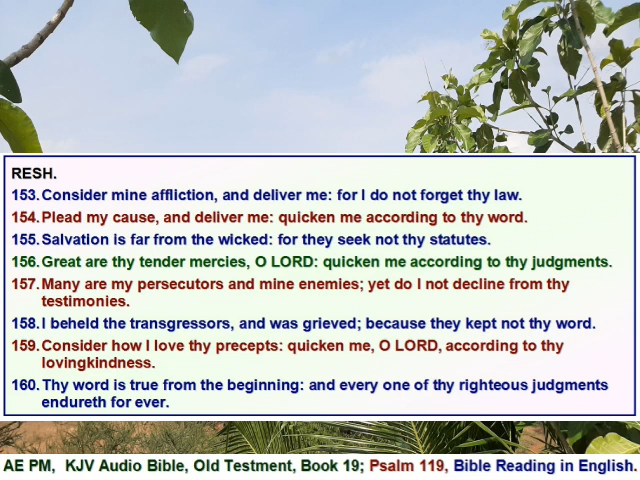 RESH.
153. Consider mine affliction, and deliver me: for I do not forget thy law.
154. Plead my cause, and deliver me: quicken me according to thy word.
155. Salvation is far from the wicked: for they seek not thy statutes.
156. Great are thy tender mercies, O LORD: quicken me according to thy judgments.
157. Many are my persecutors and mine enemies; yet do I not decline from thy
testimonies.
158. I beheld the transgressors, and was grieved; because they kept not thy word.
159. Consider how I love thy precepts: quicken me, O LORD, according to thy
lovingkindness.
160. Thy word is true from the beginning: and every one of thy righteous judgments
endureth for ever.
AE PM, KJV Audio Bible, Old Testment, Book 19; Psalm 119, Bible Reading in English.